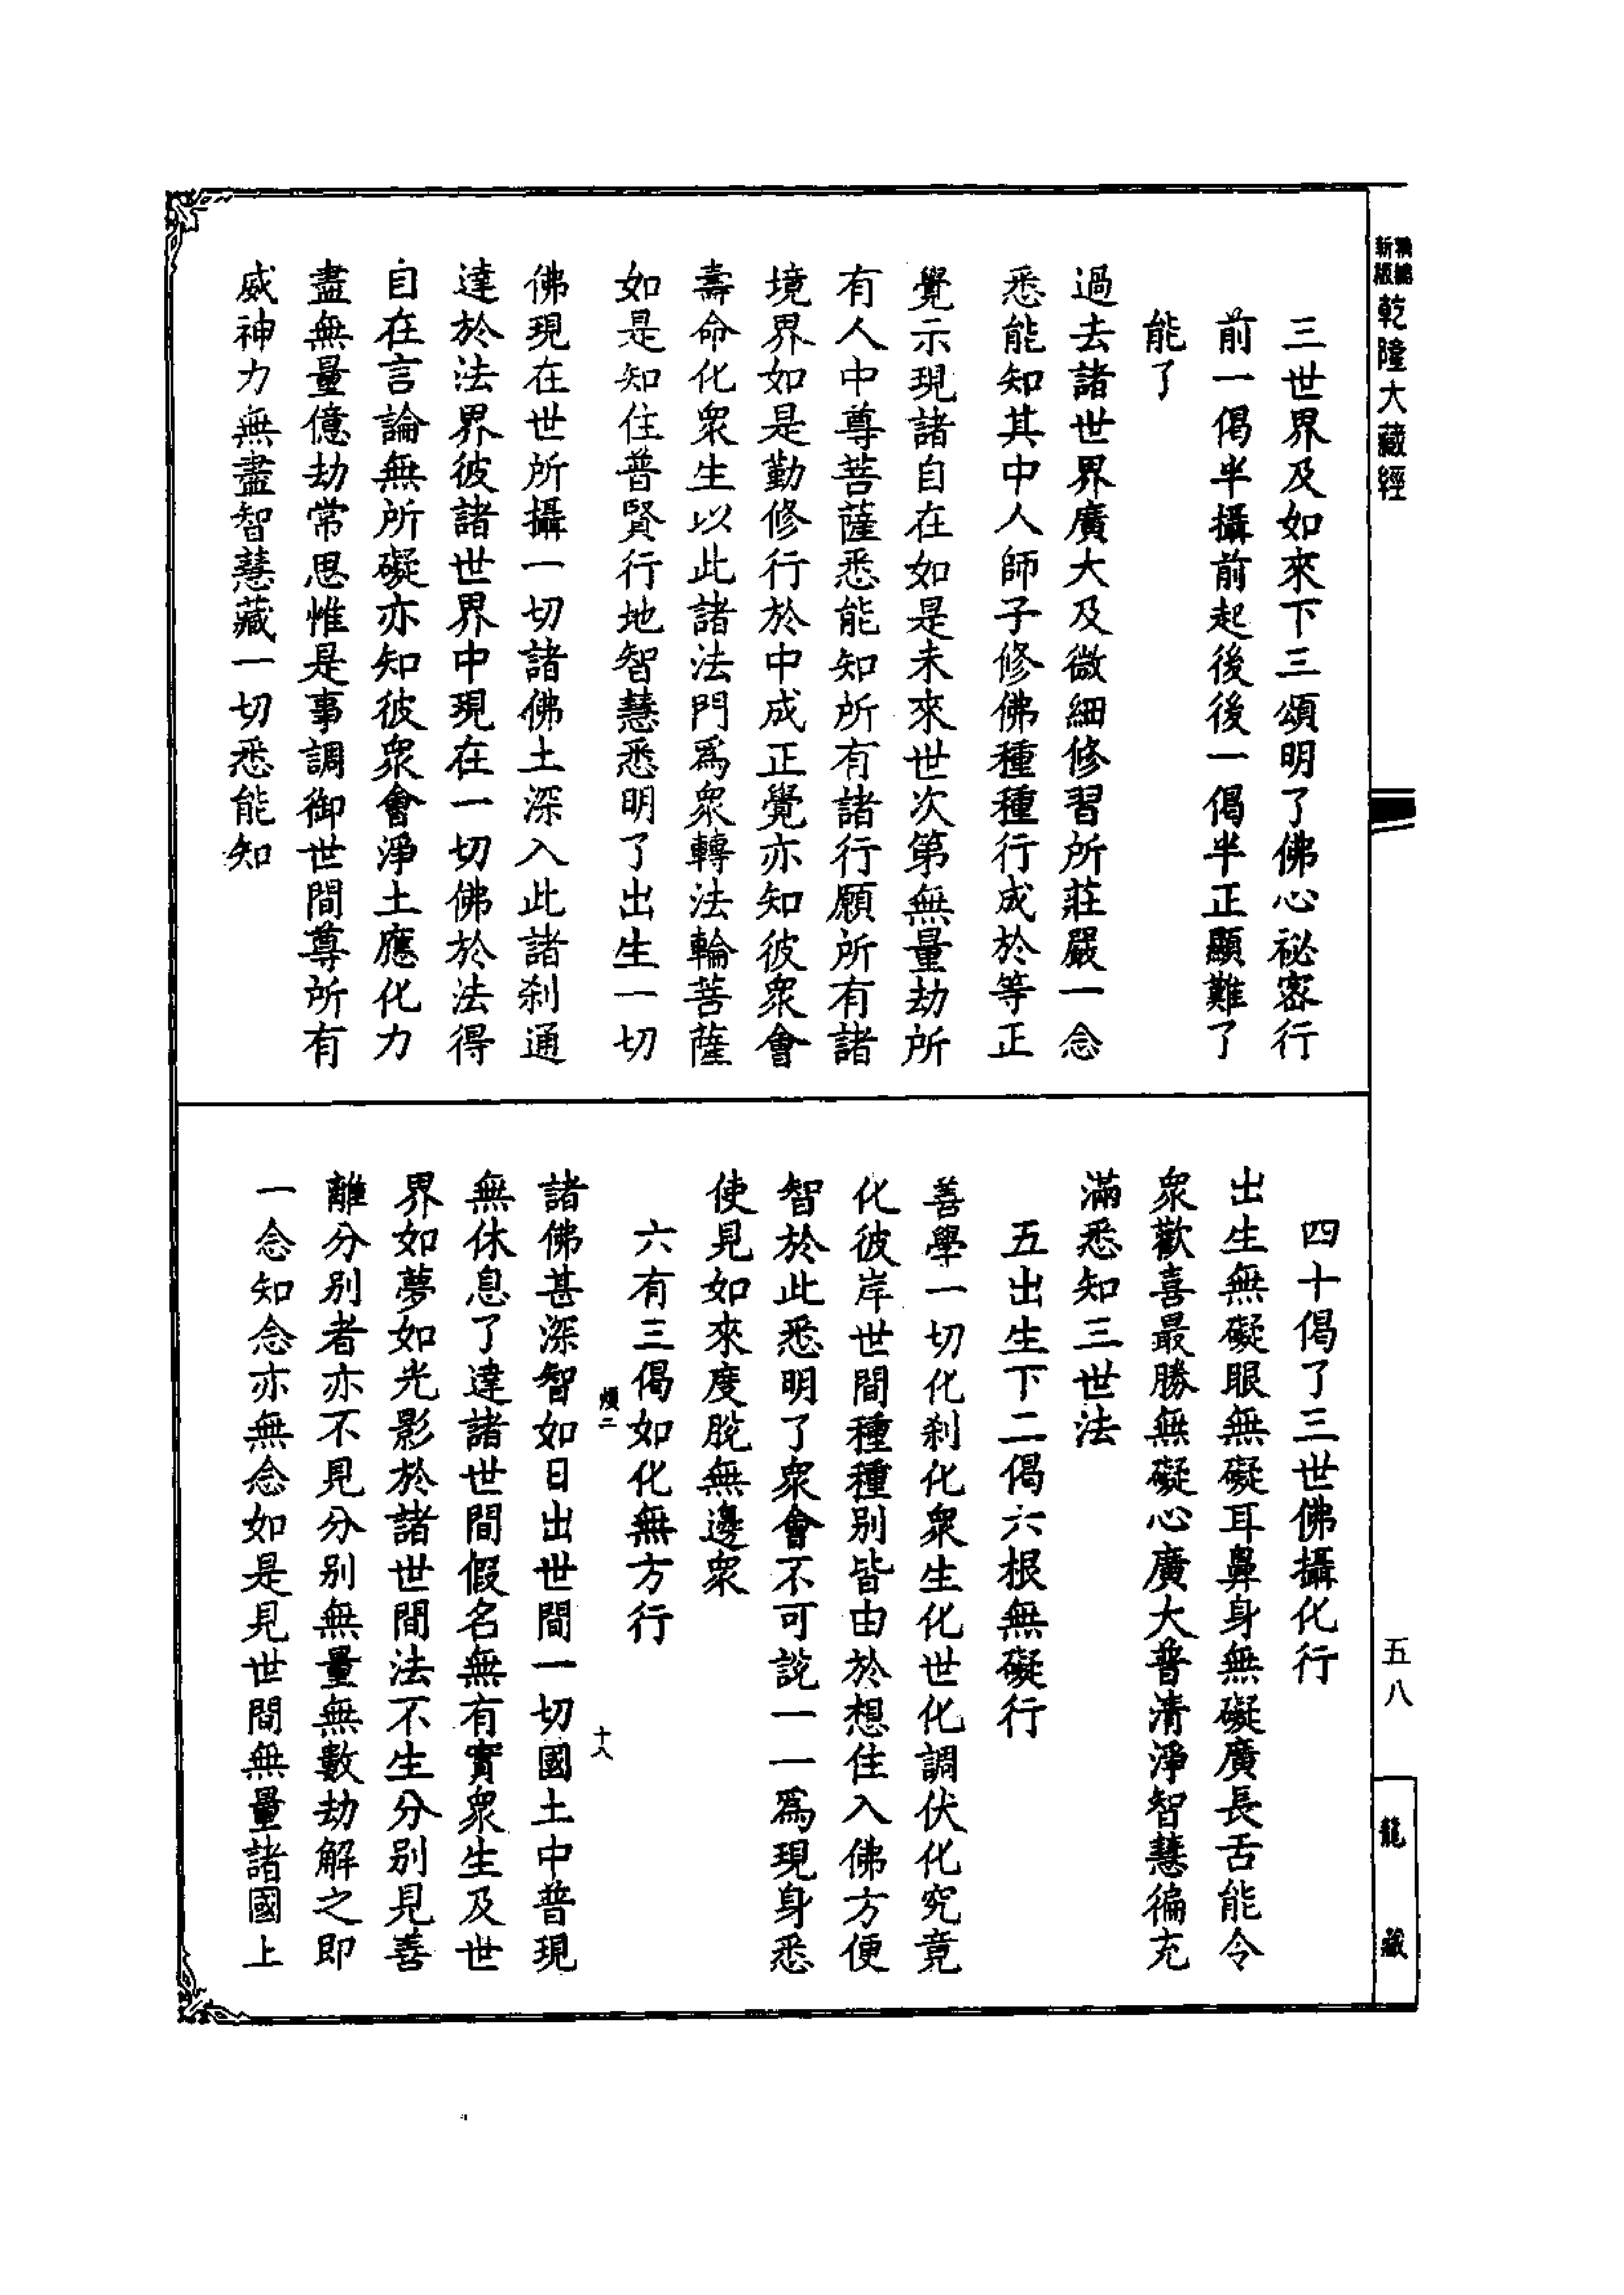 新版
精編
乾隆大藏經
三世界及如來下三頌明了佛心祕密行
前一偈半攝前起後後一偈半正顯難了
能了
過去諸世界廣大及微細修習所莊嚴一念
悉能知其中人師子修佛種種行成於等正
覺示現諸自在如是未來世次第無量劫所
有人中尊菩薩悉能知所有諸行願所有諸
境界如是勤修行於中成正覺亦知彼眾會
壽命化眾生以此諸法門為眾轉法輪菩薩
如是知住普賢行地智慧悉明了出生一切
佛現在世所攝一切諸佛土深入此諸刹通
達於法界彼諸世界中現在一切佛於法得
自在言論無所礙亦知彼眾會淨土應化力
盡無量億劫常思惟是事調御世間尊所有
威神力無盡智慧藏一切悉能知
四十偈了三世佛攝化行
出生無礙眼無礙耳鼻身無礙廣長舌能令
眾歡喜最勝無礙心廣大普清淨智慧徧充
滿悉知三世法
五出生下二偈六根無礙行
善學一切化刹化眾生化世化調伏化究竟
化彼岸世間種種別皆由於想住入佛方便
智於此悉明了眾會不可說一一為現身悉
使見如來度脫無邊眾
六有三偈如化無方行
十八
諸佛甚深智如日出世間一切國土中普現
無休息了達諸世間假名無有實眾生及世
界如夢如光影於諸世間法不生分別見善
離分別者亦不見分別無量無數劫解之即
一念知念亦無念如是見世間無量諸國土
五八
龍藏